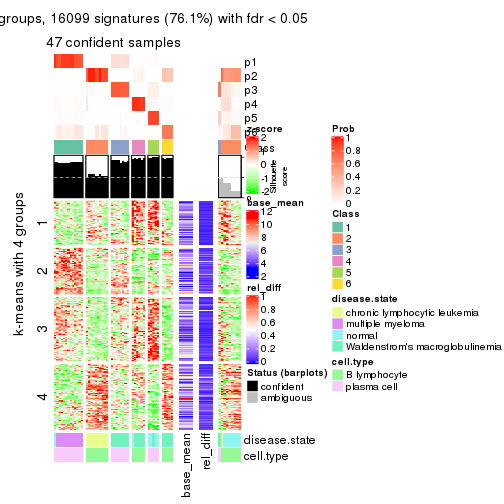 groups, 16099 signatures (76.1%) with fdr < 0.05
47 confident samples
p1
p2
p3
p4
p5
p6
Class
Silhouette
score
k-means with 4 groups
1
2
3
4
base_mean
rel_diff
disease.state
cell.type
z-score
2
1
0
-1
-2
base_mean
12
10
8
6
4
2
rel_diff
1
0.8
0.6
0.4
0.2
0
Status (barplots)
confident
ambiguous
Prob
1
0.8
0.6
0.4
0.2
0
Class
1
2
3
4
5
6
disease.state
chronic lymphocytic leukemia
multiple myeloma
normal
Waldenstrom's macroglobulinemia
cell.type
B lymphocyte
plasma cell